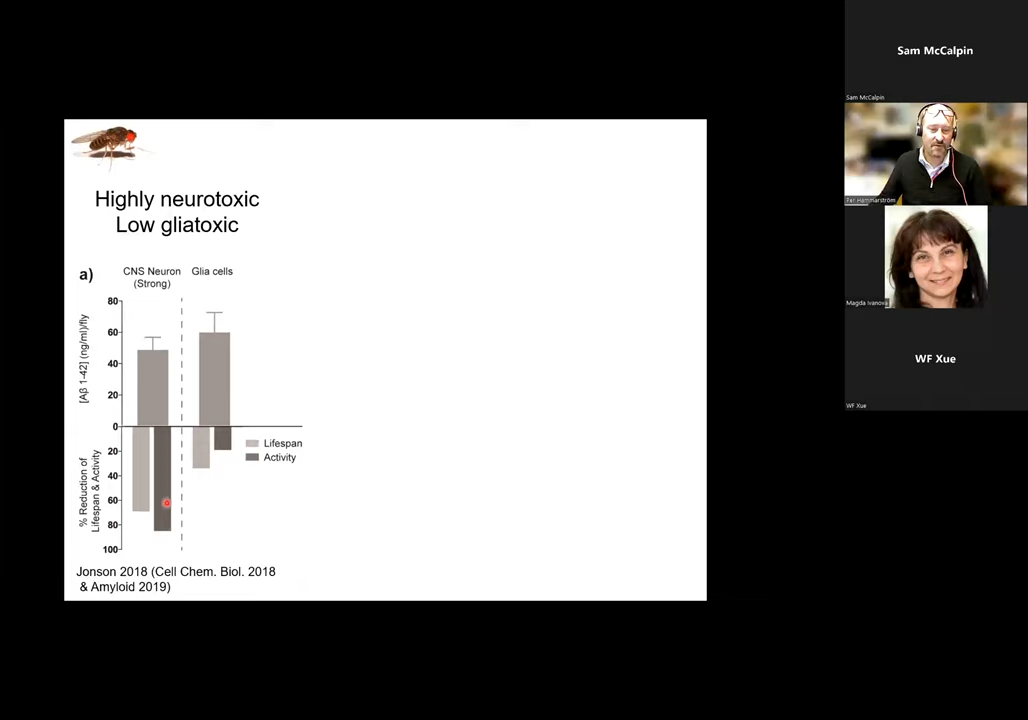 Highly neurotoxic
Low gliatoxic
a)
CNS Neuron
(Strong)
Glia cells
80
60
40
20
0
20
40
60
80
100
[Aβ 1-42] (ng/ml)/fly
% Reduction of
Lifespan & Activity
Lifespan
Activity
Jonson 2018 (Cell Chem. Biol. 2018
& Amyloid 2019)
Sam McCalpin
Sam McCalpin
Per Hammarström
Magda Ivanova
WF Xue
WF Xue